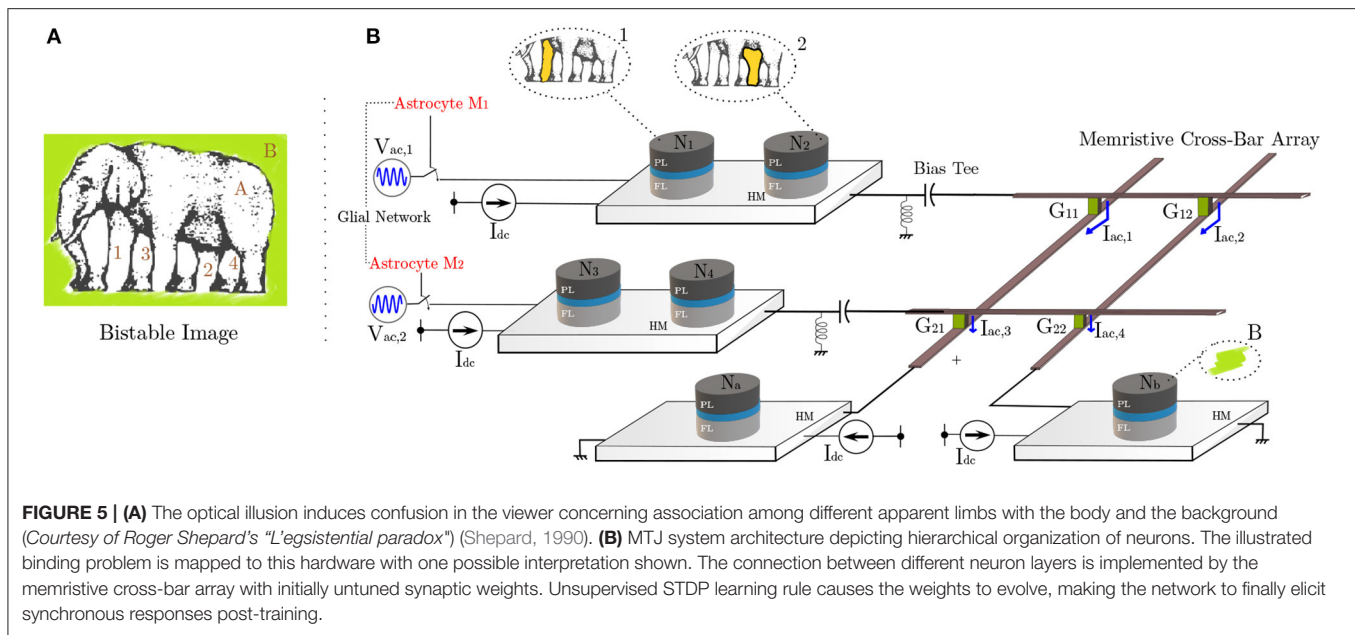 A
B
A
1
3
2
4
B
Bistable Image
B
1
2
Astrocyte M1
Vac,1
Glial Network
Idc
N1
PL
FL
N2
PL
FL
HM
Bias Tee
Memristive Cross-Bar Array
G11
Iac,1
G12
Iac,2
Astrocyte M2
Vac,2
Idc
N3
PL
FL
N4
PL
FL
HM
G21
Iac,3
G22
Iac,4
+
Na
PL
FL
HM
Idc
Idc
Nb
PL
FL
HM
B
FIGURE 5 | (A) The optical illusion induces confusion in the viewer concerning association among different apparent limbs with the body and the background
(Courtesy of Roger Shepard's "L'egsistential paradox") (Shepard, 1990). (B) MTJ system architecture depicting hierarchical organization of neurons. The illustrated
binding problem is mapped to this hardware with one possible interpretation shown. The connection between different neuron layers is implemented by the
memristive cross-bar array with initially untuned synaptic weights. Unsupervised STDP learning rule causes the weights to evolve, making the network to finally elicit
synchronous responses post-training.